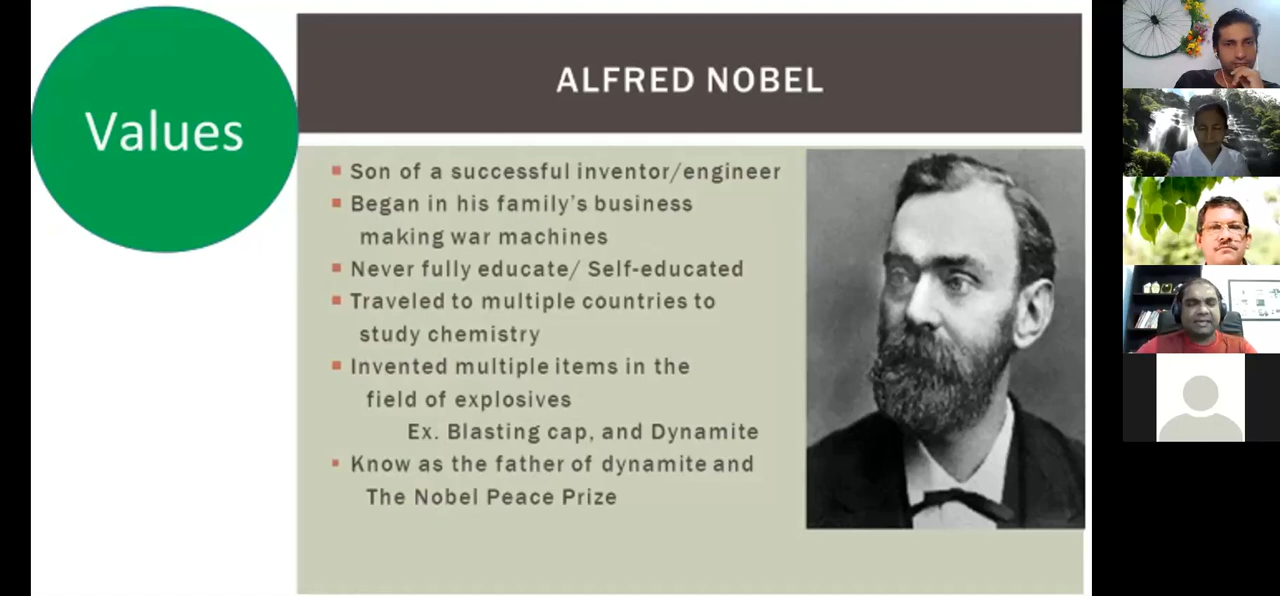 Values
ALFRED NOBEL
Son of a successful inventor/engineer
Began in his family's business
making war machines
Never fully educate/ Self-educated
Traveled to multiple countries to
study chemistry
Invented multiple items in the
field of explosives
Ex. Blasting cap, and Dynamite
Know as the father of dynamite and
The Nobel Peace Prize